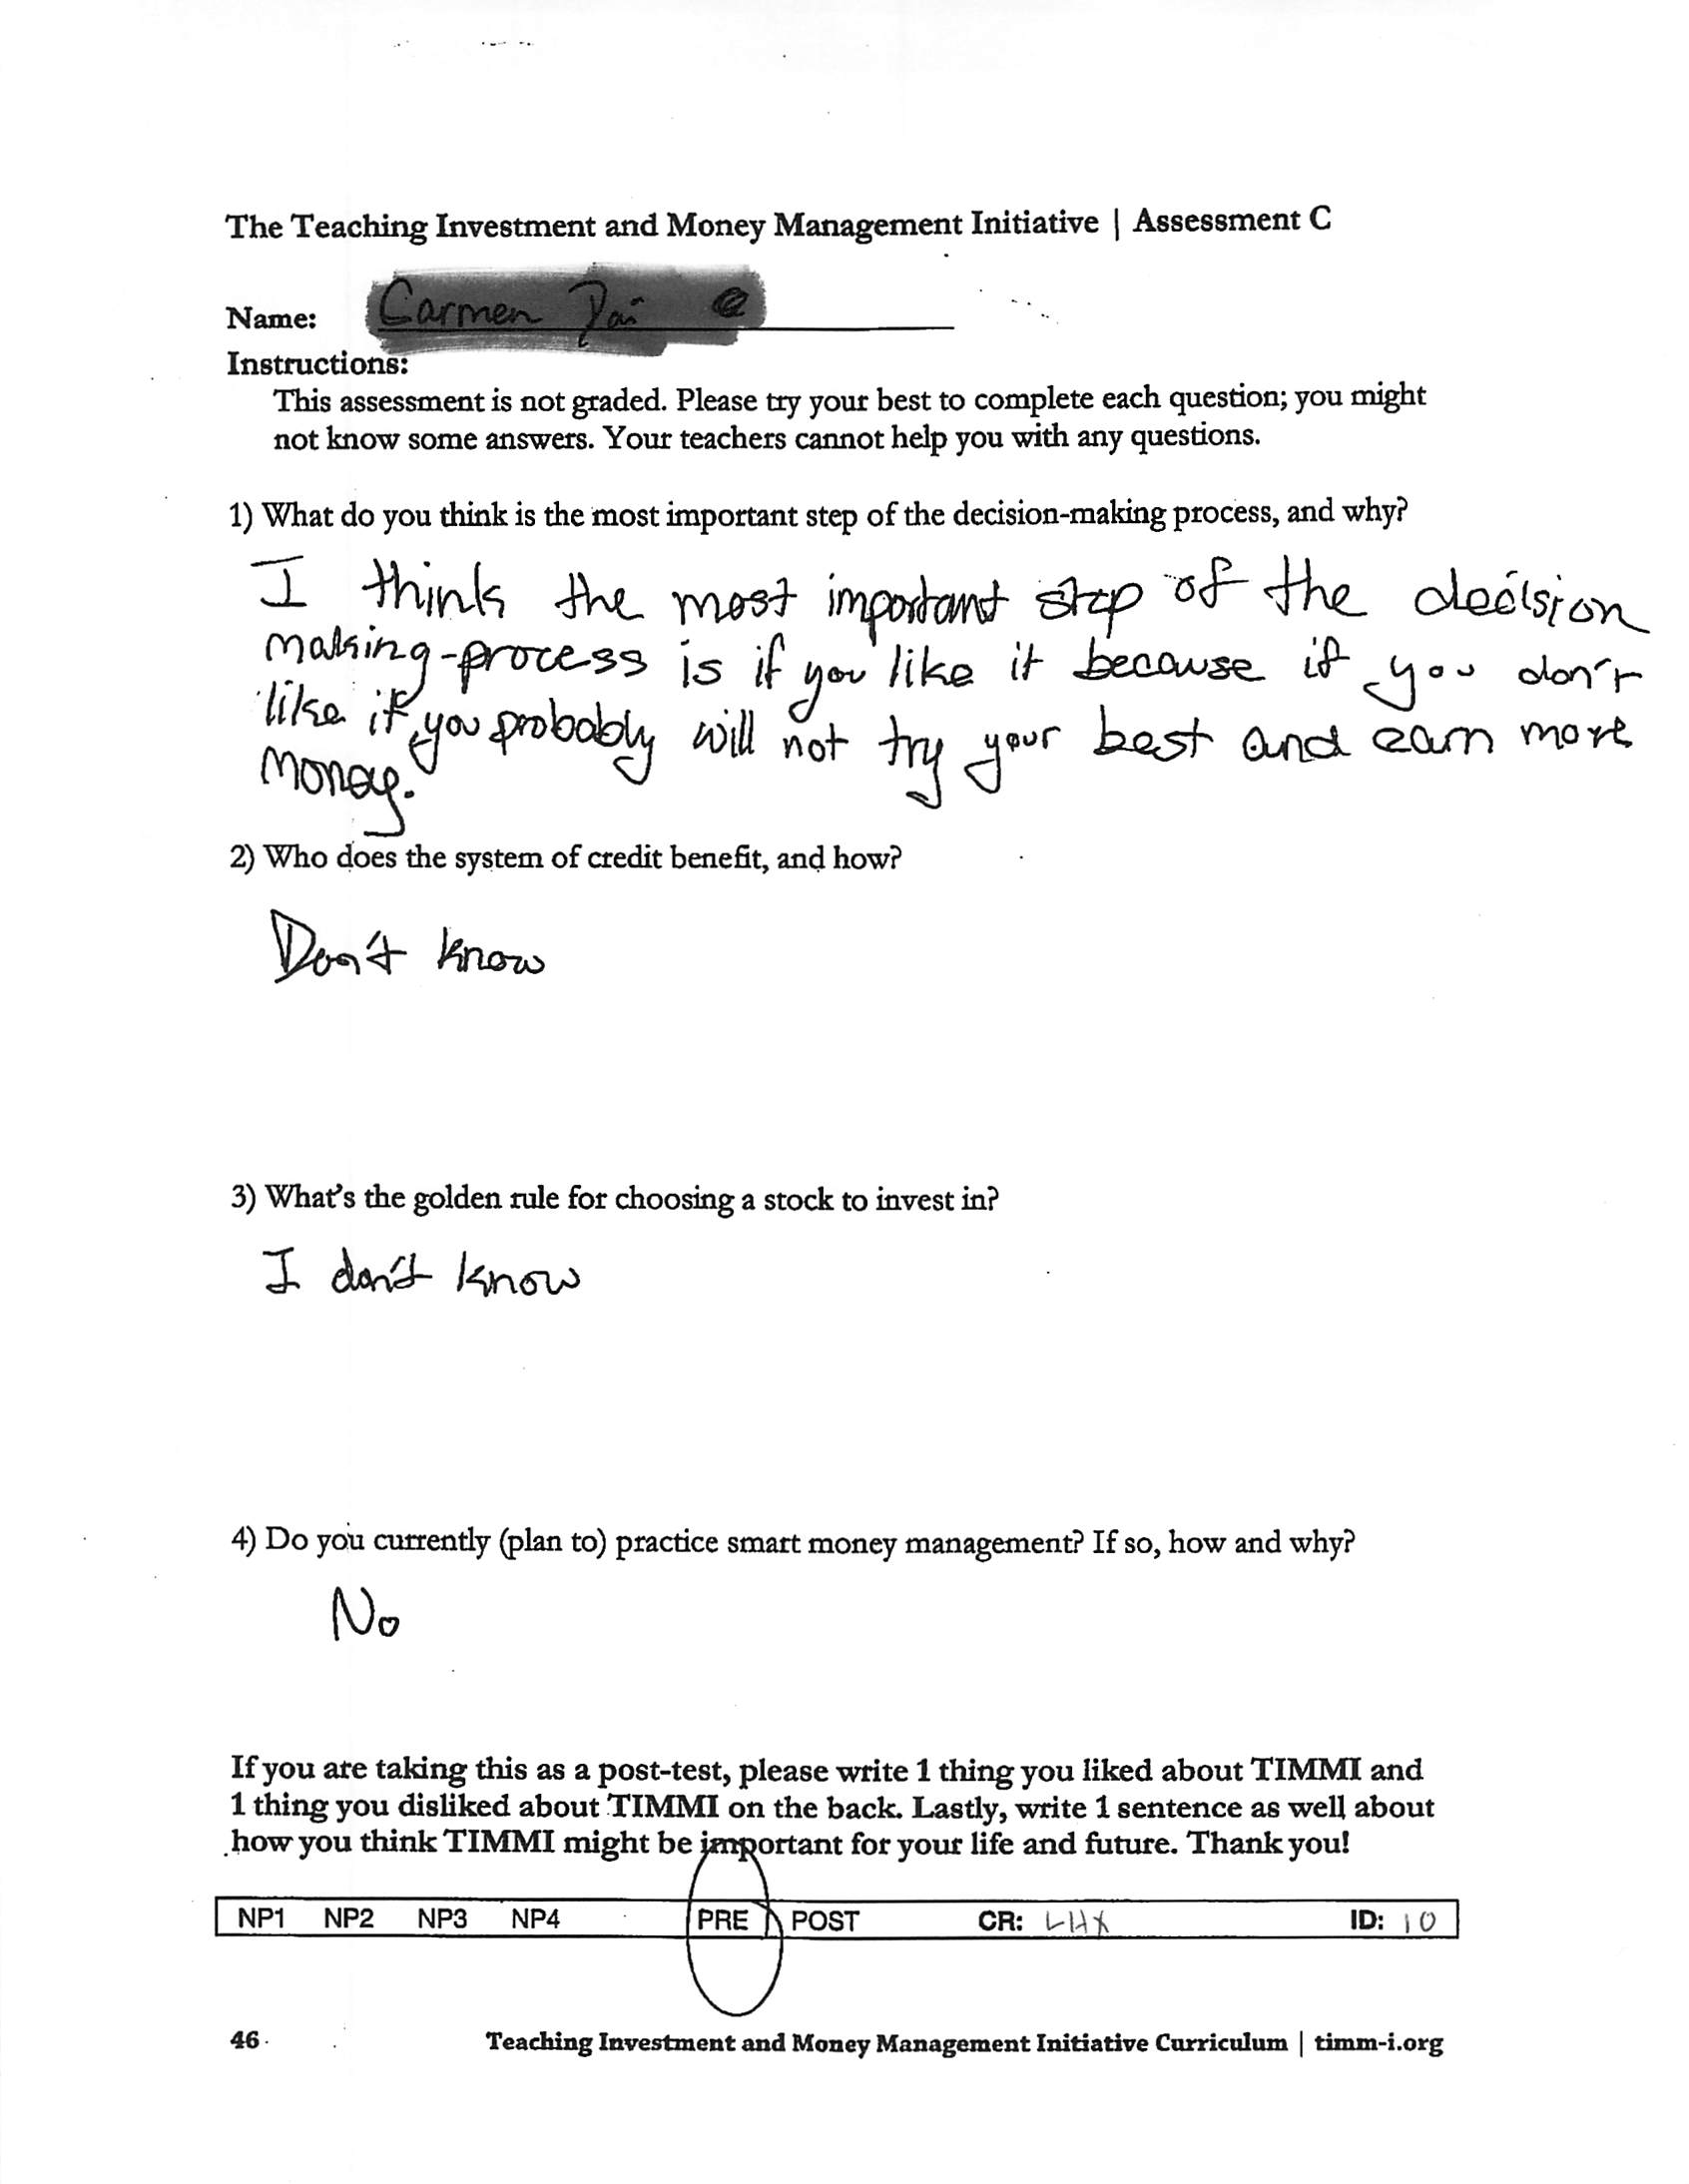 The Teaching Investment and Money Management Initiative | Assessment C
Name:
Instructions:
This assessment is not graded. Please try your best to complete each question; you might
not know some answers. Your teachers cannot help you with any questions.
1) What do you think is the most important step of the decision-making process, and why?
I think the most important step of the decision
making-process is if you like it because if you don't
like it you probably will not try your best and earn more
money.
2) Who does the system of credit benefit, and how?
Don't know
3) What's the golden rule for choosing a stock to invest in?
I don't know
4) Do you currently (plan to) practice smart money management? If so, how and why?
No
If you are taking this as a post-test, please write 1 thing you liked about TIMMI and
1 thing you disliked about TIMMI on the back. Lastly, write 1 sentence as well about
how you think TIMMI might be important for your life and future. Thank you!
NP1 NP2 NP3 NP4 PRE POST CR: LHX ID: 10
46 Teaching Investment and Money Management Initiative Curriculum | timm-i.org